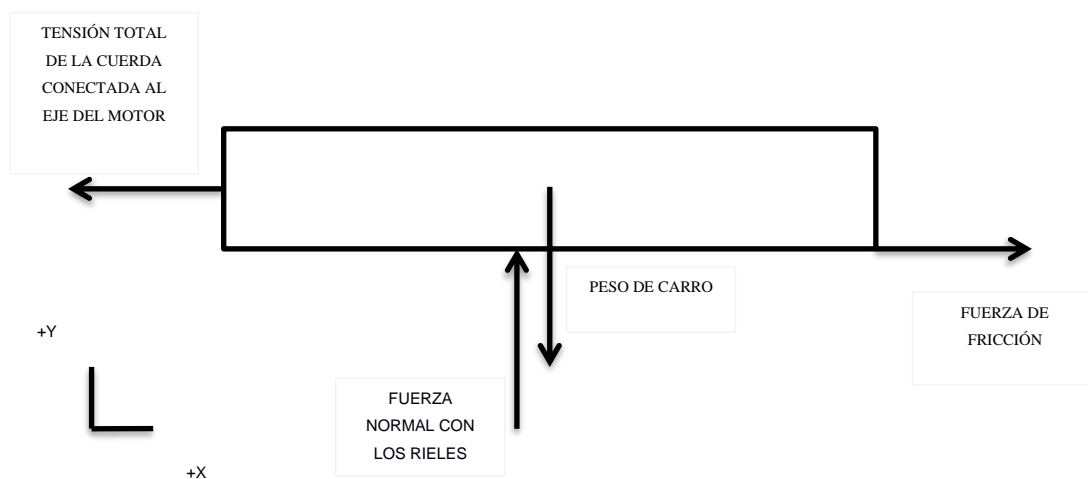 TENSIÓN TOTAL
DE LA CUERDA
CONECTADA AL
EJE DEL MOTOR
PESO DE CARRO
FUERZA DE
FRICCIÓN
+Y
FUERZA
NORMAL CON
LOS RIELES
+X